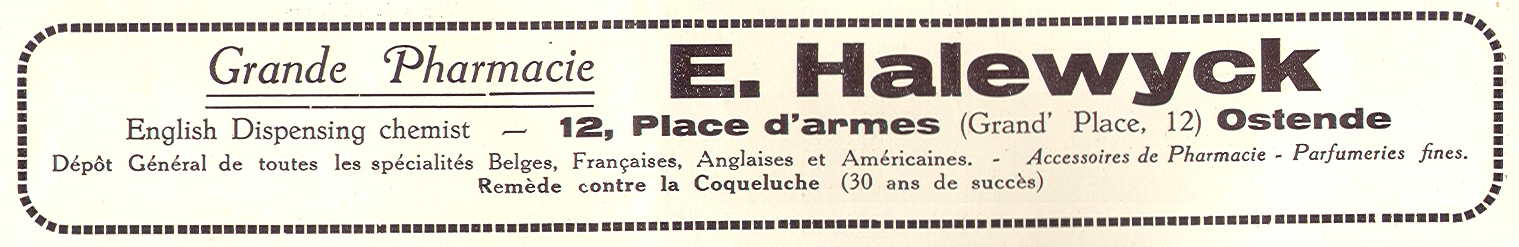 Grande Pharmacie E. Halewyck
English Dispensing chemist — 12, Place d'armes (Grand' Place, 12) Ostende
Dépôt Général de toutes les spécialités Belges, Françaises, Anglaises et Américaines. - Accessoires de Pharmacie - Parfumeries fines.
Remède contre la Coqueluche (30 ans de succès)